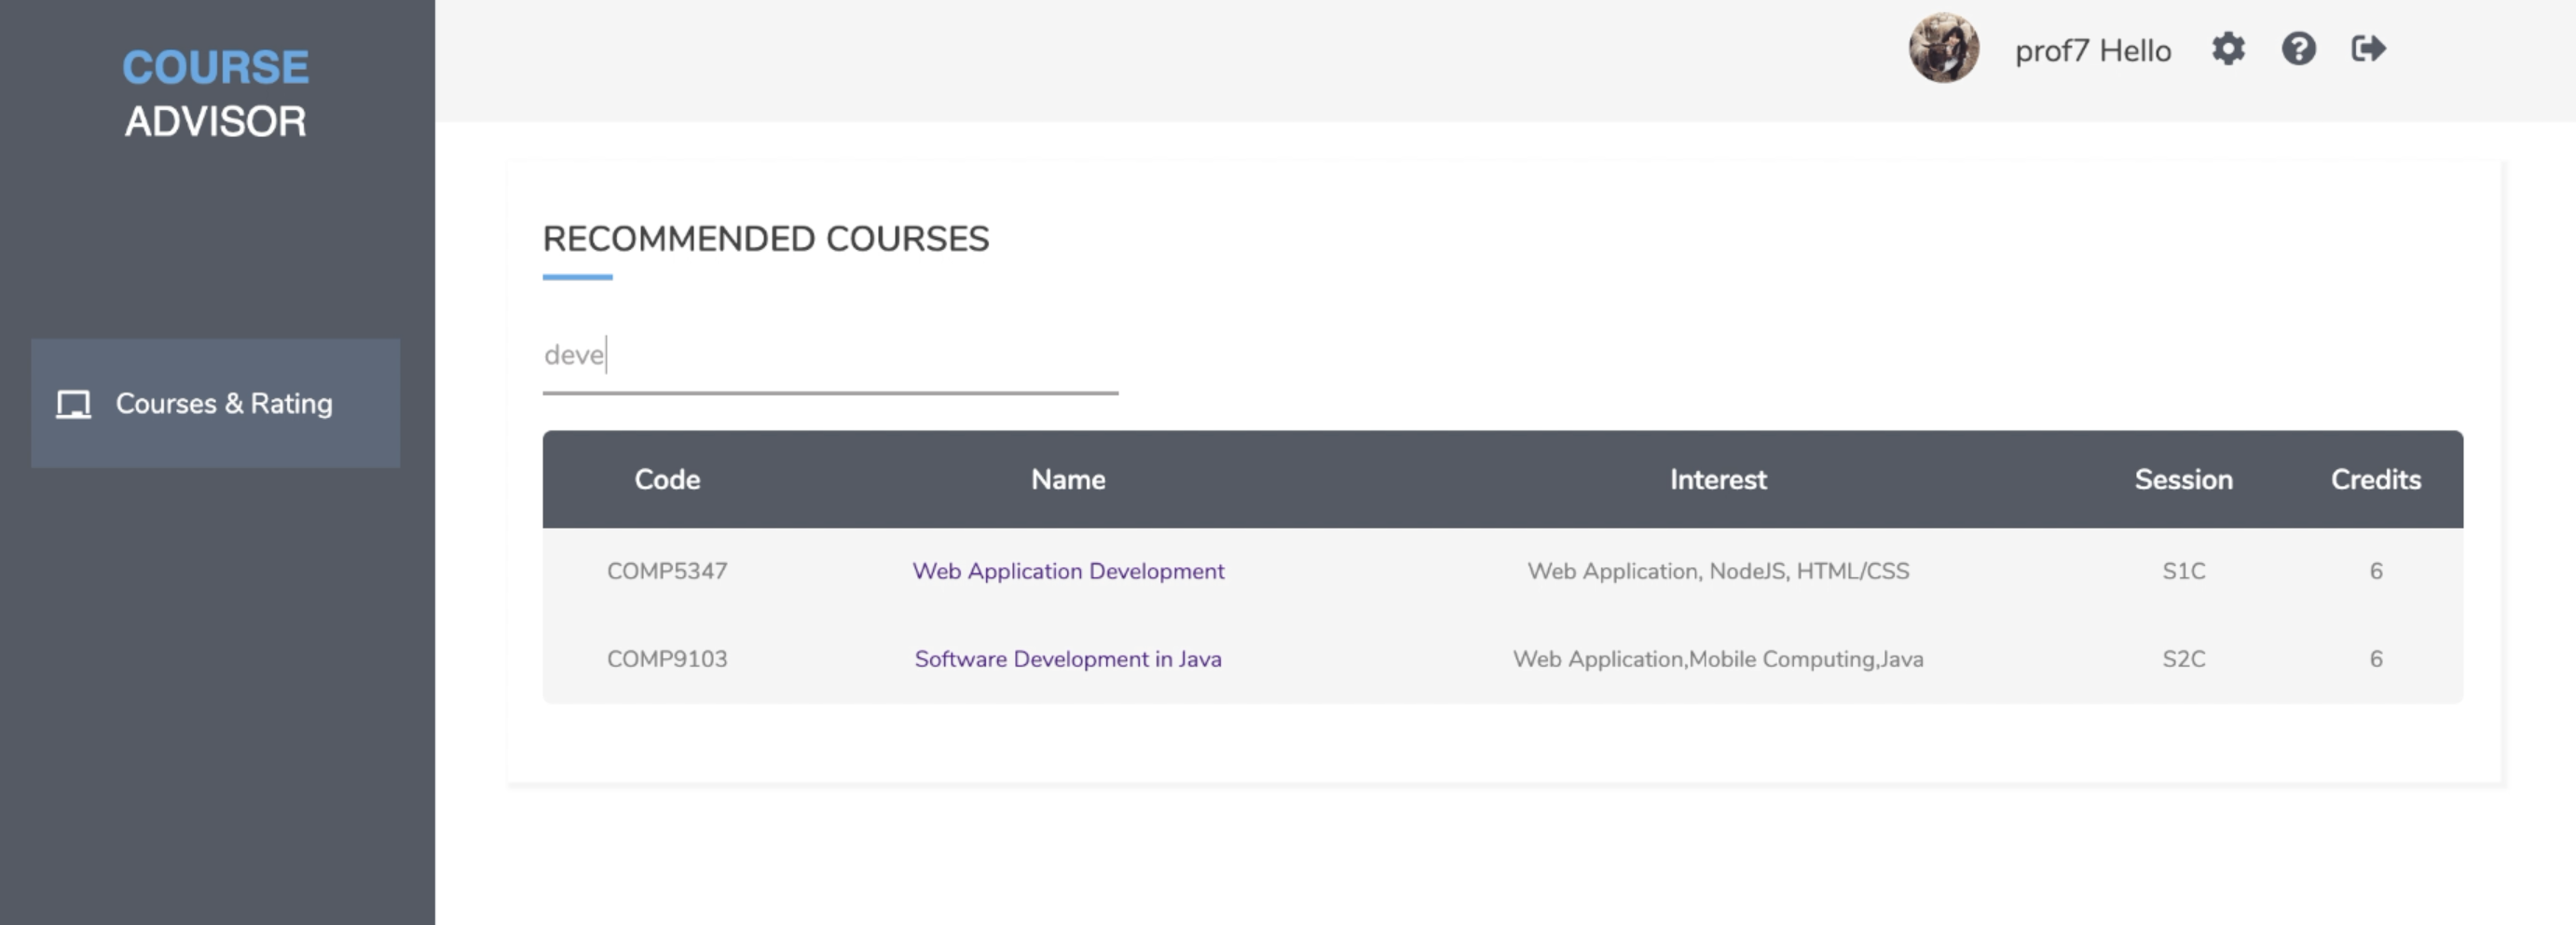 COURSE
ADVISOR
prof7 Hello
Courses & Rating
RECOMMENDED COURSES
deve
Code Name Interest Session Credits
COMP5347 Web Application Development Web Application, NodeJS, HTML/CSS S1C 6
COMP9103 Software Development in Java Web Application,Mobile Computing,Java S2C 6